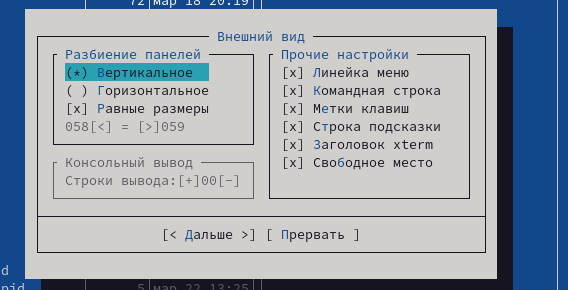 72 мар 18 20:19
Внешний вид
Разбиение панелей
(*) Вертикальное
( ) Горизонтальное
[x] Равные размеры
058[<] = [>]059
Консольный вывод
Строки вывода:[+]00[-]
Прочие настройки
[x] Линейка меню
[x] Командная строка
[x] Метки клавиш
[x] Строка подсказки
[x] Заголовок xterm
[x] Свободное место
[< Дальше >] [ Прервать ]
d
pid 5 мар 22 13:25